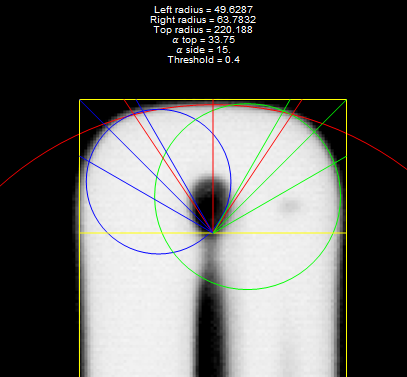 Left radius = 49.6287
Right radius = 63.7832
Top radius = 220.188
α top = 33.75
α side = 15.
Threshold = 0.4